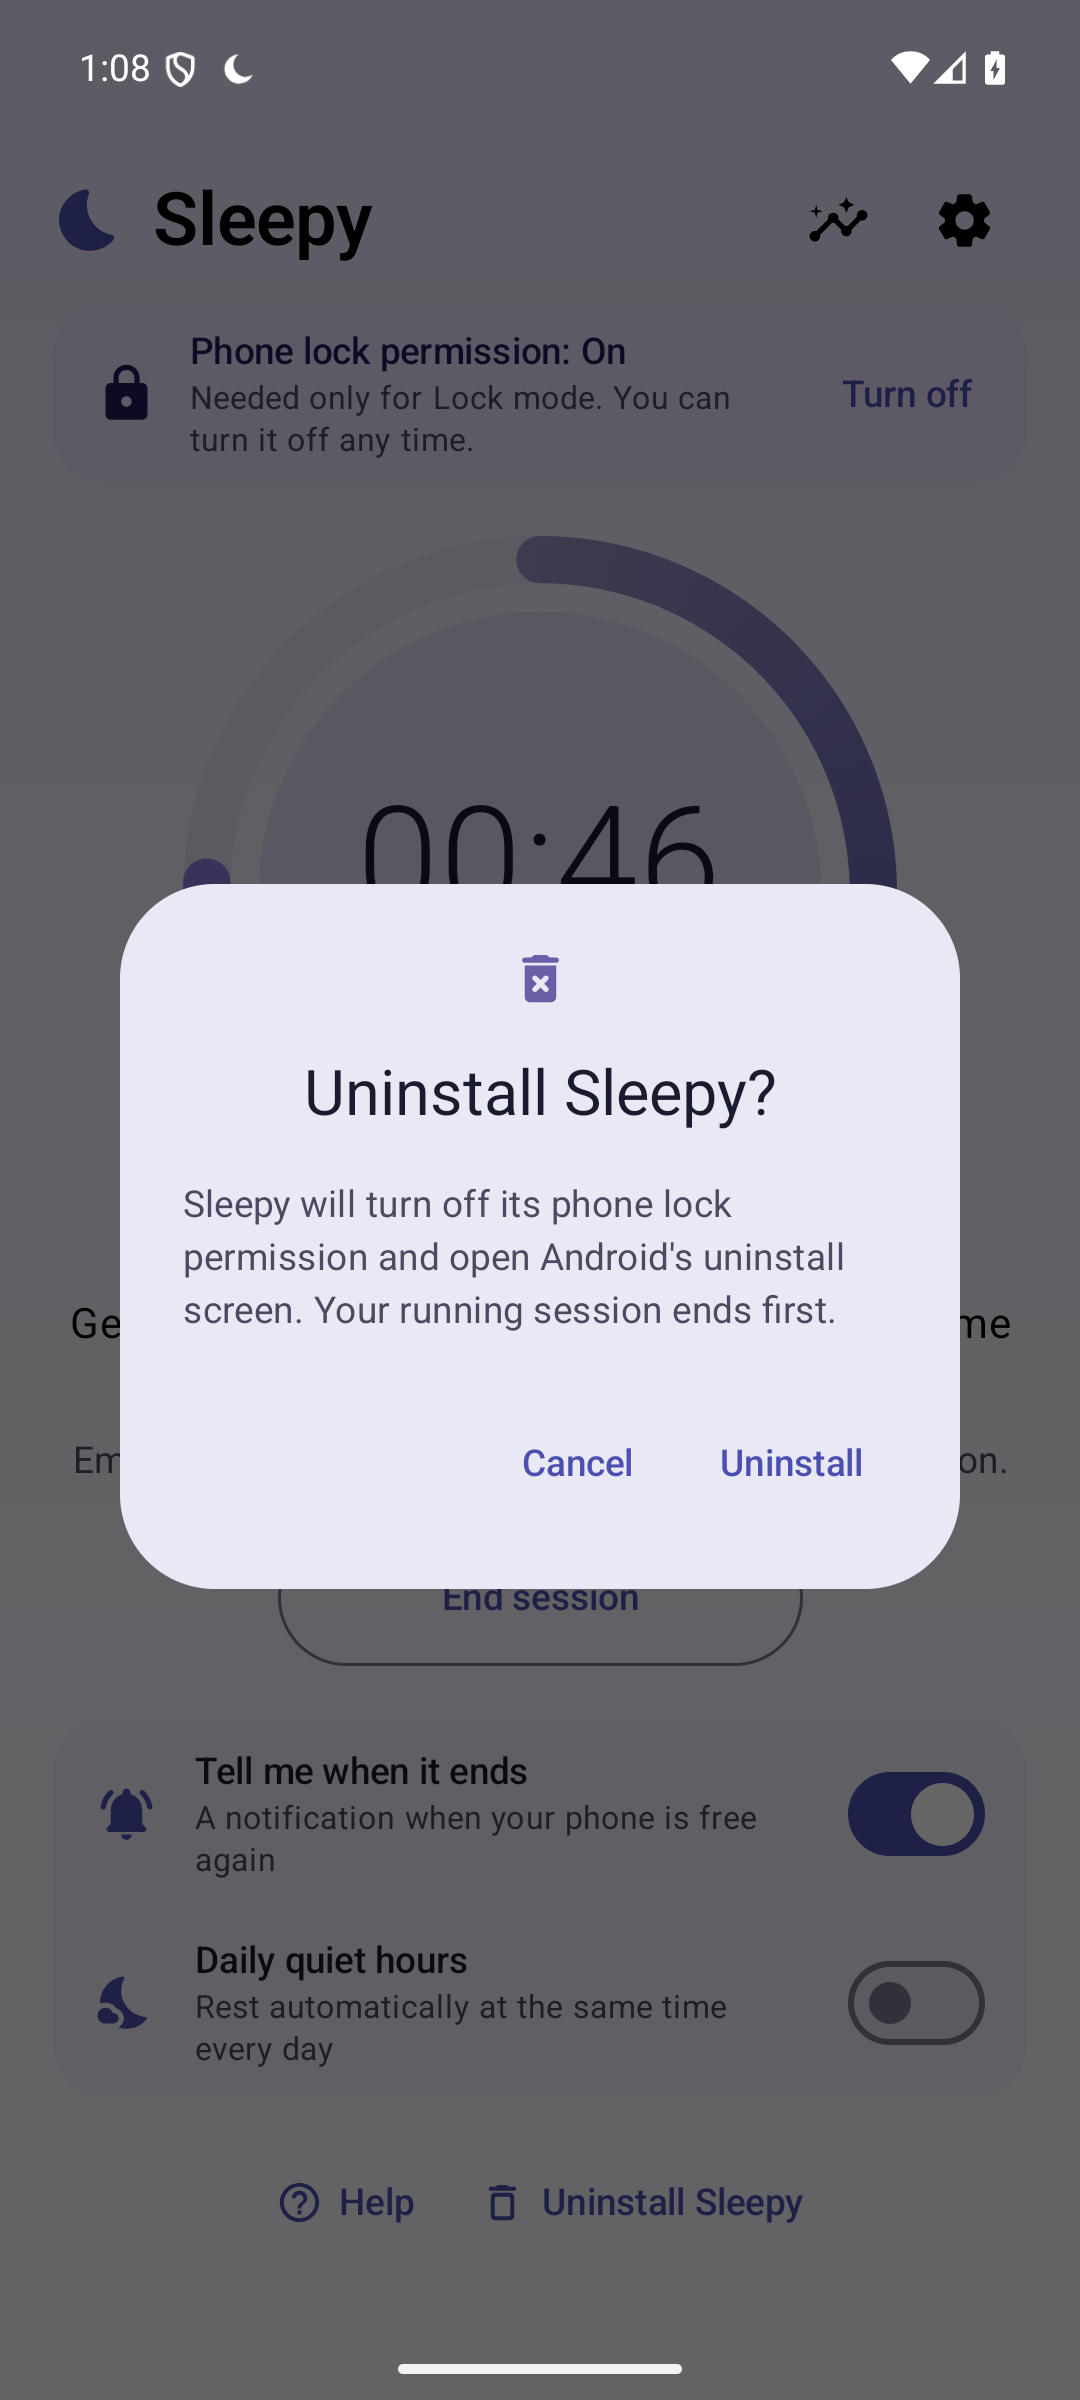 1:08
Sleepy
Phone lock permission: On
Needed only for Lock mode. You can
turn it off any time.
Turn off
00:46
Uninstall Sleepy?
Sleepy will turn off its phone lock
permission and open Android's uninstall
screen. Your running session ends first.
Cancel
Uninstall
End session
Tell me when it ends
A notification when your phone is free
again
Daily quiet hours
Rest automatically at the same time
every day
Help
Uninstall Sleepy